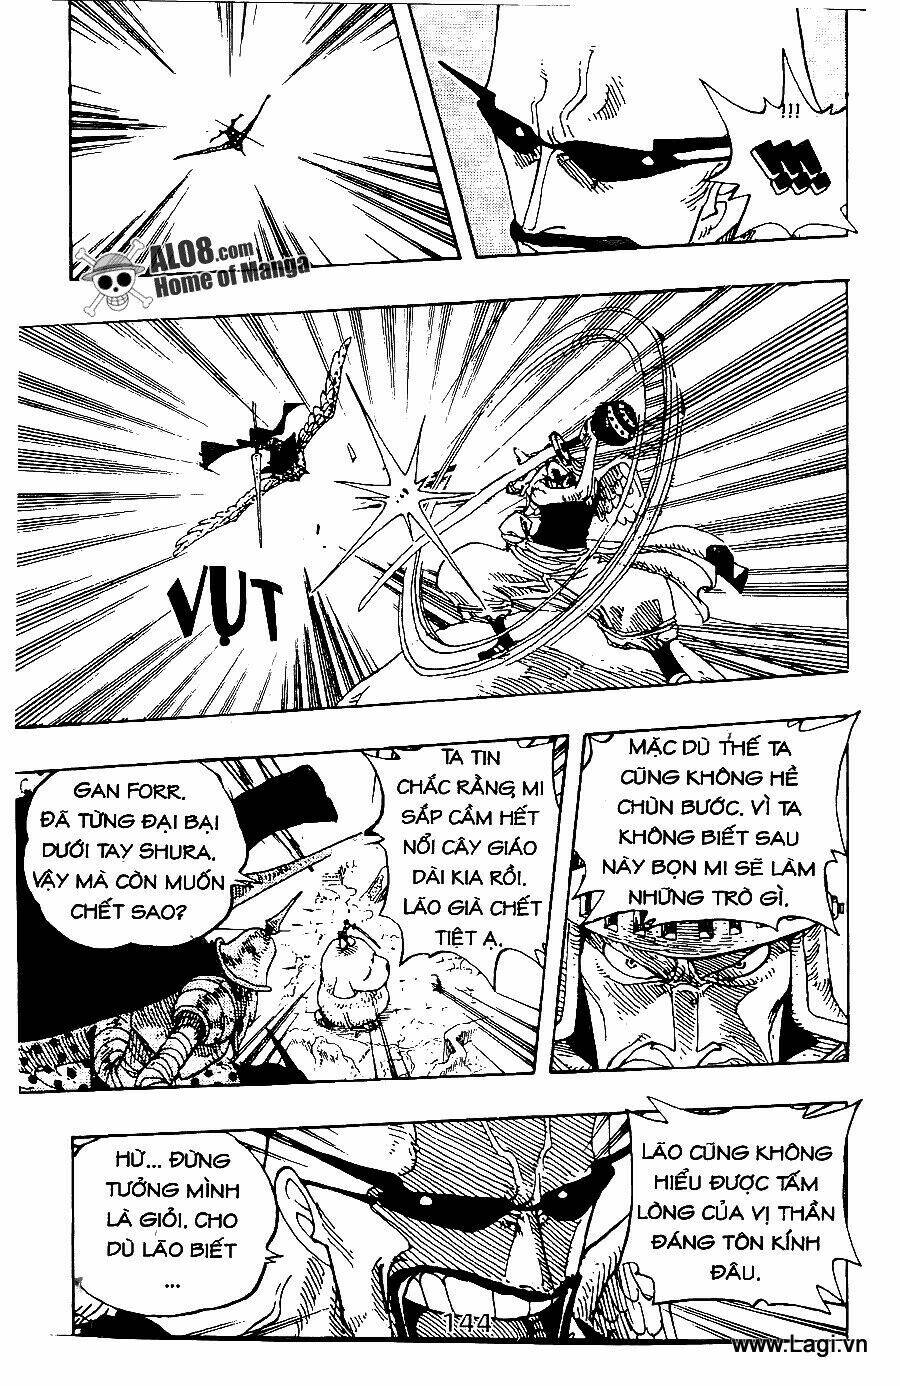 !!!
!!!
AL08.com
Home of Manga
VỤT
GAN FORR.
ĐÃ TỪNG ĐẠI BẠI
DƯỚI TAY SHURA.
VẬY MÀ CÒN MUỐN
CHẾT SAO?
TA TIN
CHẮC RẰNG, MI
SẮP CẦM HẾT
NỔI CÂY GIÁO
DÀI KIA RỒI.
LÃO GIÀ CHẾT
TIỆT Ạ.
MẶC DÙ THẾ TA
CŨNG KHÔNG HỀ
CHÙN BƯỚC. VÌ TA
KHÔNG BIẾT SAU
NÀY BỌN MI SẼ LÀM
NHỮNG TRÒ GÌ.
HỪ... ĐỪNG
TƯỞNG MÌNH
LÀ GIỎI. CHO
DÙ LÃO BIẾT
...
LÃO CŨNG KHÔNG
HIỂU ĐƯỢC TẤM
LÒNG CỦA VỊ THẦN
ĐÁNG TÔN KÍNH
ĐÂU.
144
www.Lagi.vn